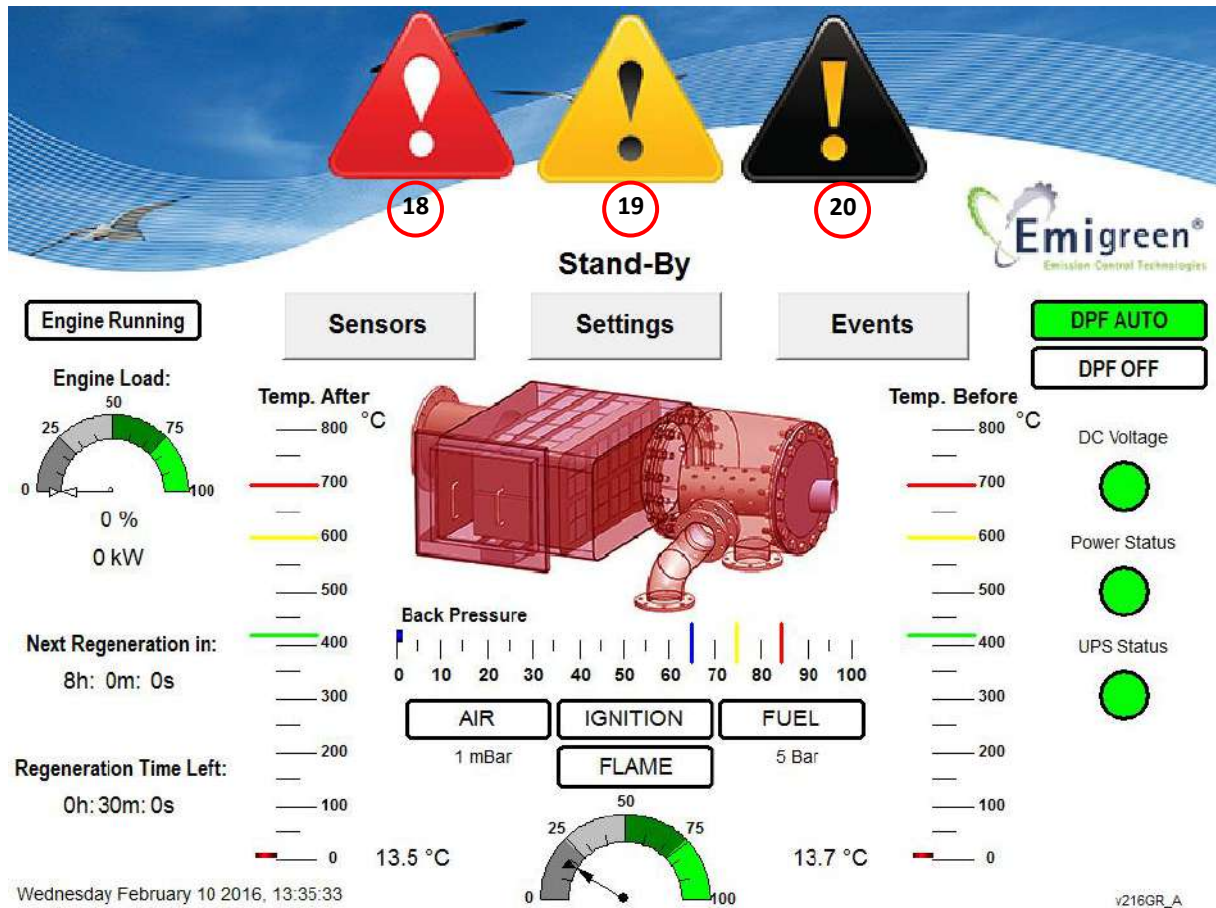 18
19
20
Emigreen®
Emission Control Technologies
Stand-By
Engine Running
Sensors
Settings
Events
DPF AUTO
DPF OFF
Engine Load:
0
25
50
75
100
0 %
0 kW
Next Regeneration in:
8h: 0m: 0s
Regeneration Time Left:
0h: 30m: 0s
Temp. After
°C
800
700
600
500
400
300
200
100
0
13.5 °C
Back Pressure
0 10 20 30 40 50 60 70 80 90 100
AIR
IGNITION
FUEL
1 mBar
FLAME
5 Bar
0
25
50
75
100
Temp. Before
°C
800
700
600
500
400
300
200
100
0
13.7 °C
DC Voltage
Power Status
UPS Status
Wednesday February 10 2016, 13:35:33
v216GR_A